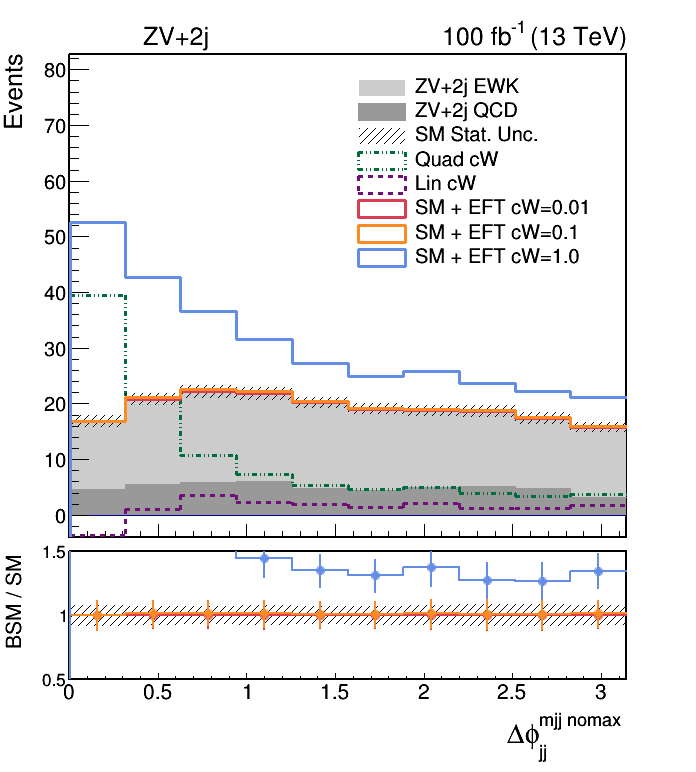 ZV+2j 100 fb-1 (13 TeV)
Events
80
70
60
50
40
30
20
10
0
ZV+2j EWK
ZV+2j QCD
SM Stat. Unc.
Quad cW
Lin cW
SM + EFT cW=0.01
SM + EFT cW=0.1
SM + EFT cW=1.0
BSM / SM
1.5
1
0.5
0 0.5 1 1.5 2 2.5 3
Δϕjj mjj nomax